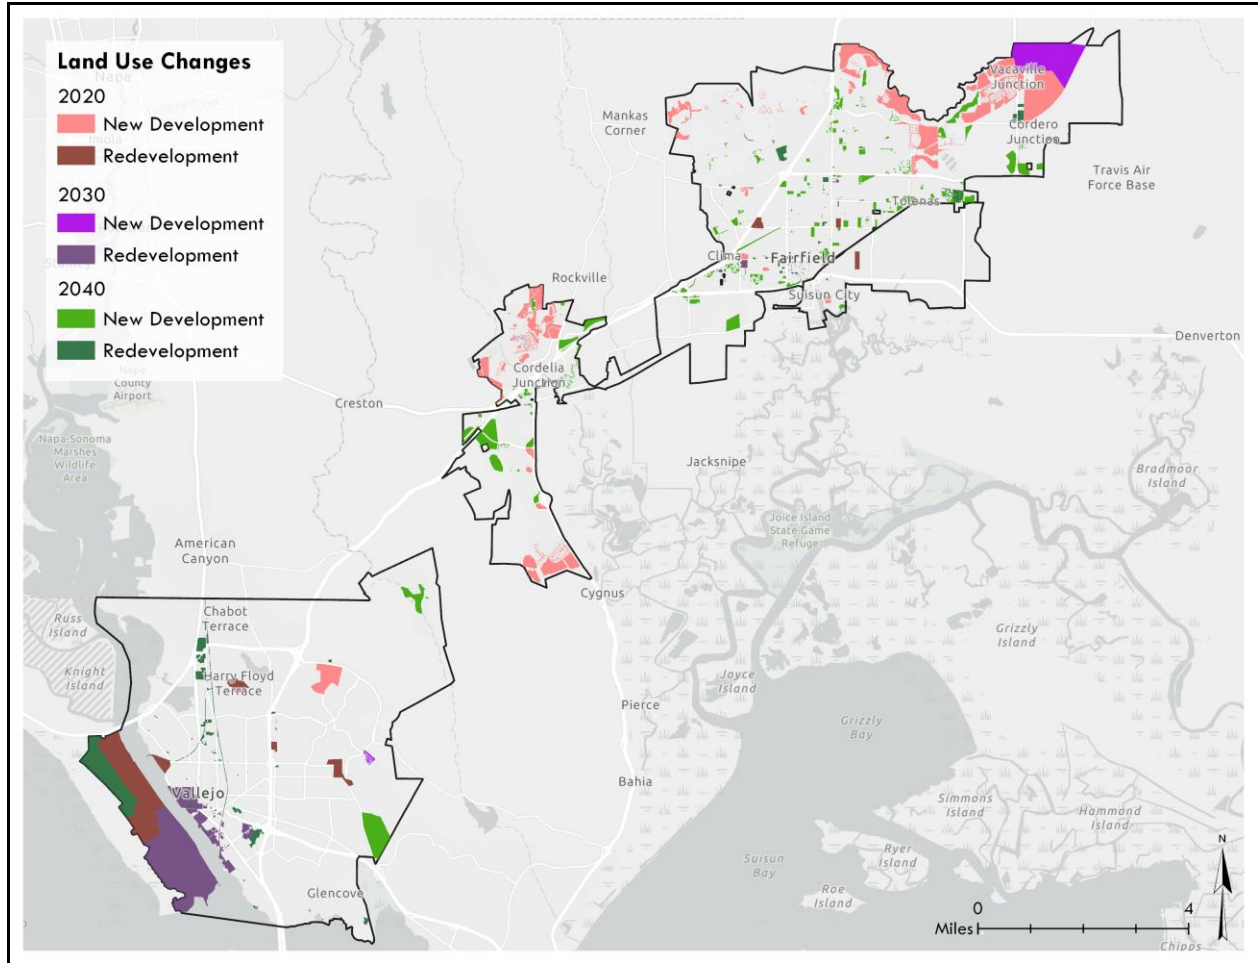 Land Use Changes
2020
New Development
Redevelopment
2030
New Development
Redevelopment
2040
New Development
Redevelopment
Napa
Napa
County
Airport
Napa-Sonoma
Marshes
Wildlife
Area
Creston
Mankas
Corner
Rockville
Vacaville
Junction
Cordero
Junction
Travis Air
Force Base
Tolenas
Clima
Fairfield
Suisun City
Denverton
Cordelia
Junction
Jacksnipe
Bradmoor
Island
Joice Island
State Game
Refuge
American
Canyon
Cygnus
Grizzly
Island
Russ
Island
Chabot
Terrace
Knight
Island
Harry Floyd
Terrace
Joyce
Island
Pierce
Grizzly
Bay
Bahia
Vallejo
Simmons
Island
Hammond
Island
Suisun
Bay
Ryer
Island
Roe
Island
Glencove
N
0 4
Miles
Chipps